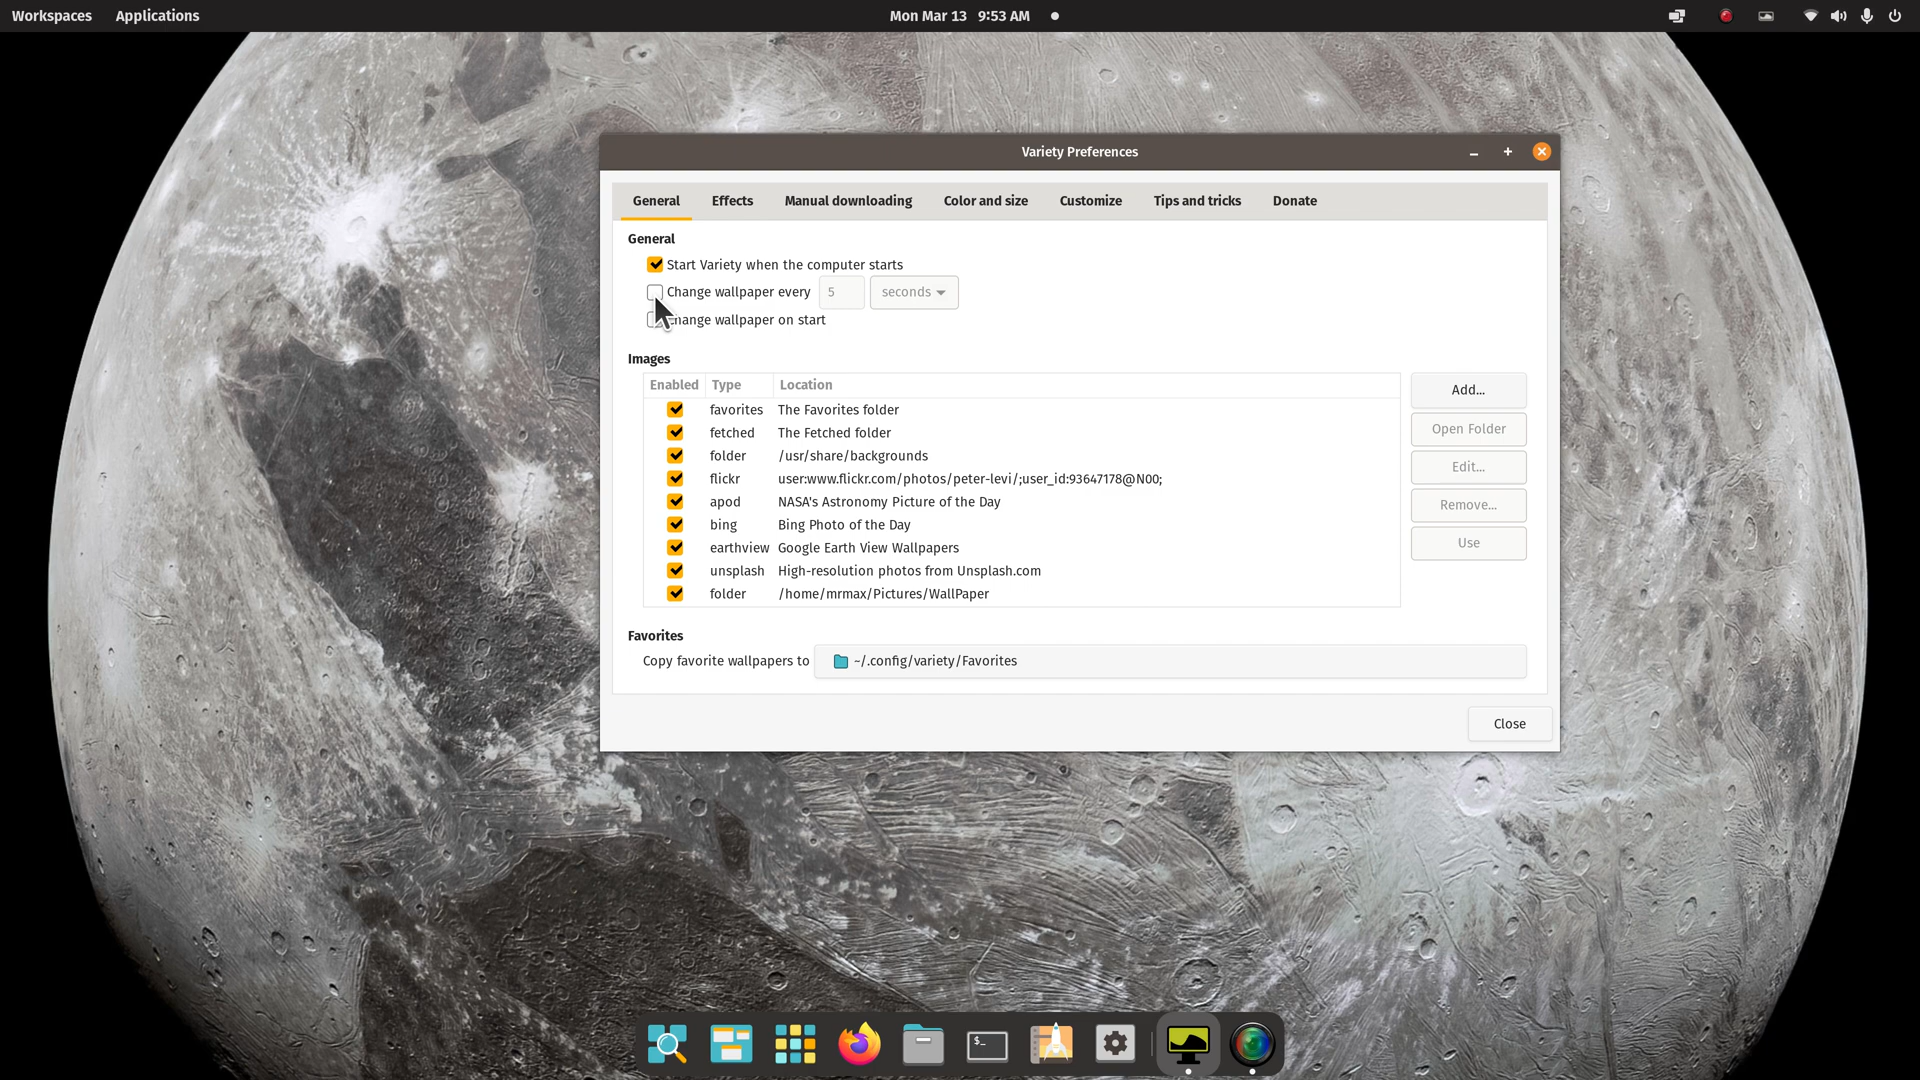 Workspaces Applications Mon Mar 13 9:53 AM
Variety Preferences
General Effects Manual downloading Color and size Customize Tips and tricks Donate
General
Start Variety when the computer starts
Change wallpaper every 5 seconds
hange wallpaper on start
Images
Enabled Type Location
favorites The Favorites folder
fetched The Fetched folder
folder /usr/share/backgrounds
flickr user:www.flickr.com/photos/peter-levi/;user_id:93647178@N00;
apod NASA's Astronomy Picture of the Day
bing Bing Photo of the Day
earthview Google Earth View Wallpapers
unsplash High-resolution photos from Unsplash.com
folder /home/mrmax/Pictures/WallPaper
Add...
Open Folder
Edit...
Remove...
Use
Favorites
Copy favorite wallpapers to ~/.config/variety/Favorites
Close
$_